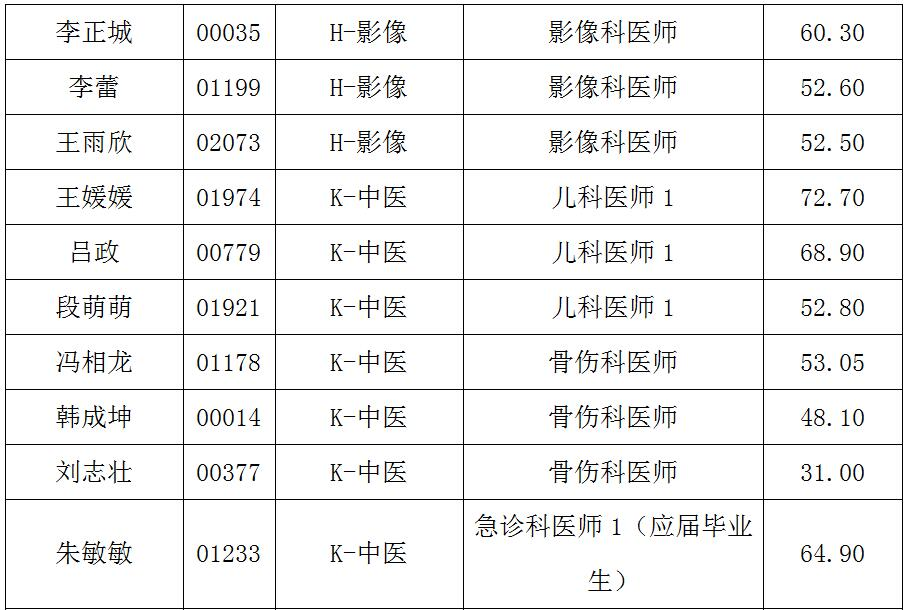 李正城 00035 H-影像 影像科医师 60.30
李蕾 01199 H-影像 影像科医师 52.60
王雨欣 02073 H-影像 影像科医师 52.50
王媛媛 01974 K-中医 儿科医师1 72.70
吕政 00779 K-中医 儿科医师1 68.90
段萌萌 01921 K-中医 儿科医师1 52.80
冯相龙 01178 K-中医 骨伤科医师 53.05
韩成坤 00014 K-中医 骨伤科医师 48.10
刘志壮 00377 K-中医 骨伤科医师 31.00
朱敏敏 01233 K-中医 急诊科医师1（应届毕业
生） 64.90